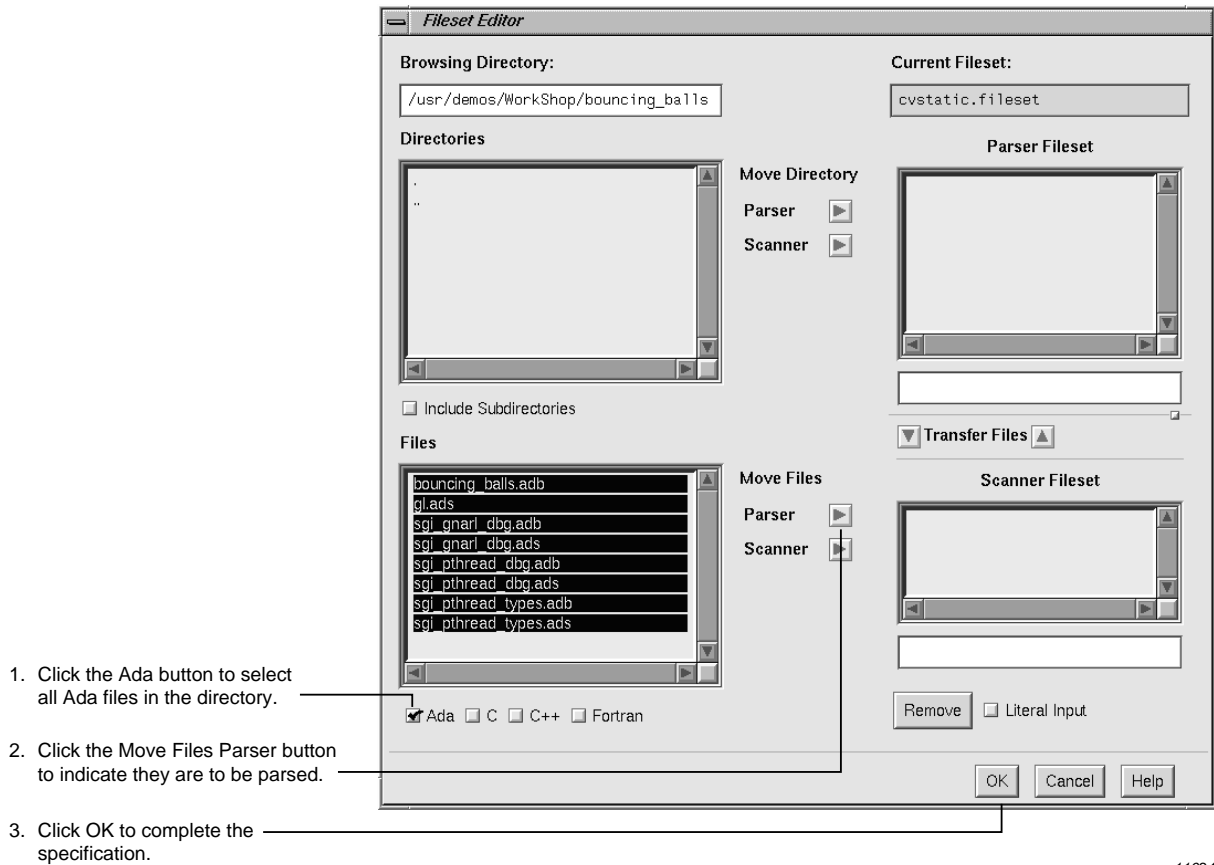 Fileset Editor
Browsing Directory:
/usr/demos/WorkShop/bouncing_balls
Current Fileset:
cvstatic.fileset
Directories
.
..
Move Directory
Parser
Scanner
Parser Fileset
Include Subdirectories
Transfer Files
Files
bouncing_balls.adb
gl.ads
sgi_gnarl_dbg.adb
sgi_gnarl_dbg.ads
sgi_pthread_dbg.adb
sgi_pthread_dbg.ads
sgi_pthread_types.adb
sgi_pthread_types.ads
Move Files
Parser
Scanner
Scanner Fileset
Ada C C++ Fortran
Remove Literal Input
OK Cancel Help
1. Click the Ada button to select
all Ada files in the directory.
2. Click the Move Files Parser button
to indicate they are to be parsed.
3. Click OK to complete the
specification.